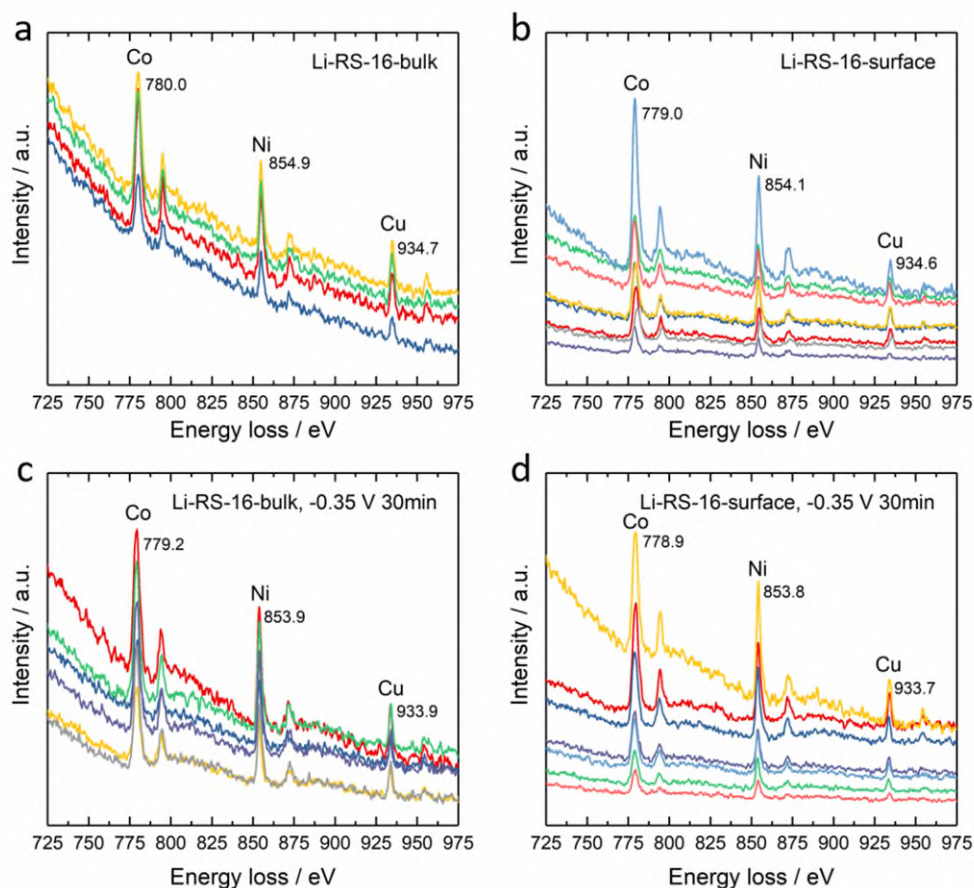 a
Li-RS-16-bulk
Co
780.0
Ni
854.9
Cu
934.7
Intensity / a.u.
725 750 775 800 825 850 875 900 925 950 975
Energy loss / eV
b
Li-RS-16-surface
Co
779.0
Ni
854.1
Cu
934.6
Intensity / a.u.
725 750 775 800 825 850 875 900 925 950 975
Energy loss / eV
c
Li-RS-16-bulk, -0.35 V 30min
Co
779.2
Ni
853.9
Cu
933.9
Intensity / a.u.
725 750 775 800 825 850 875 900 925 950 975
Energy loss / eV
d
Li-RS-16-surface, -0.35 V 30min
Co
778.9
Ni
853.8
Cu
933.7
Intensity / a.u.
725 750 775 800 825 850 875 900 925 950 975
Energy loss / eV